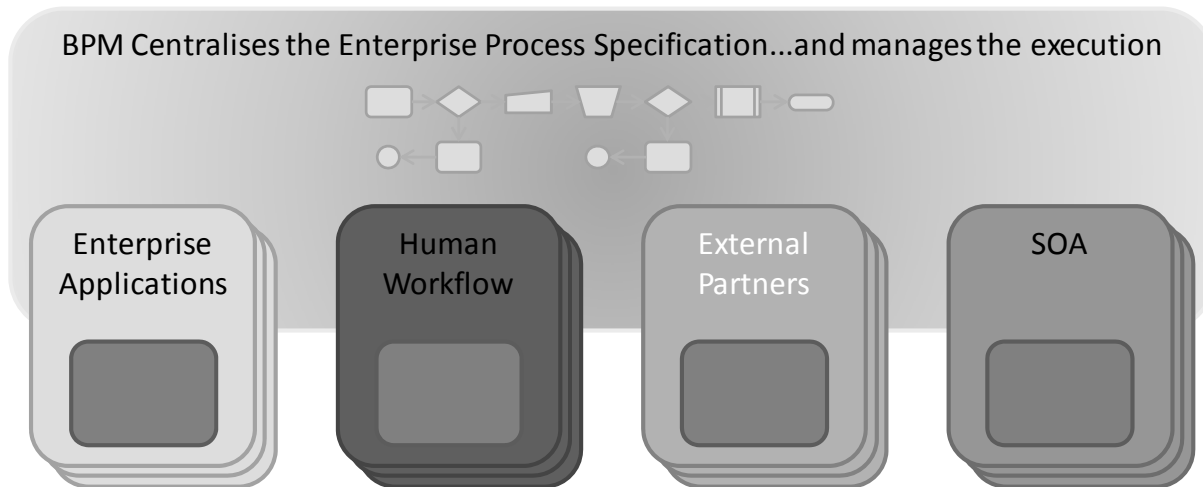 BPM Centralises the Enterprise Process Specification...and manages the execution
Enterprise
Applications
Human
Workflow
External
Partners
SOA